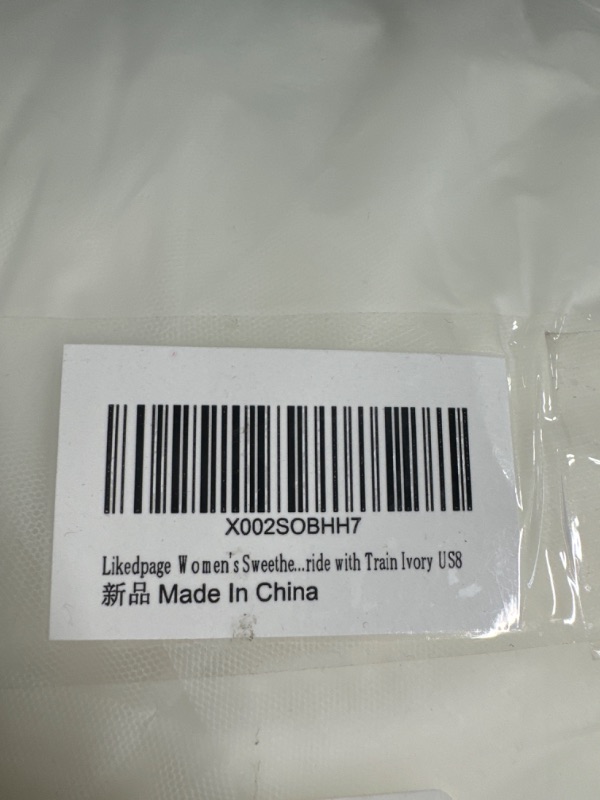 X002SOBHH7
Likedpage Women's Sweethe...ride with Train Ivory US8
新品 Made In China